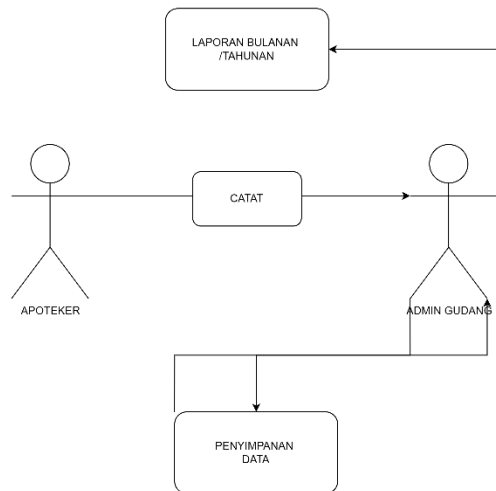 LAPORAN BULANAN
/TAHUNAN
CATAT
APOTEKER
ADMIN GUDANG
PENYIMPANAN
DATA